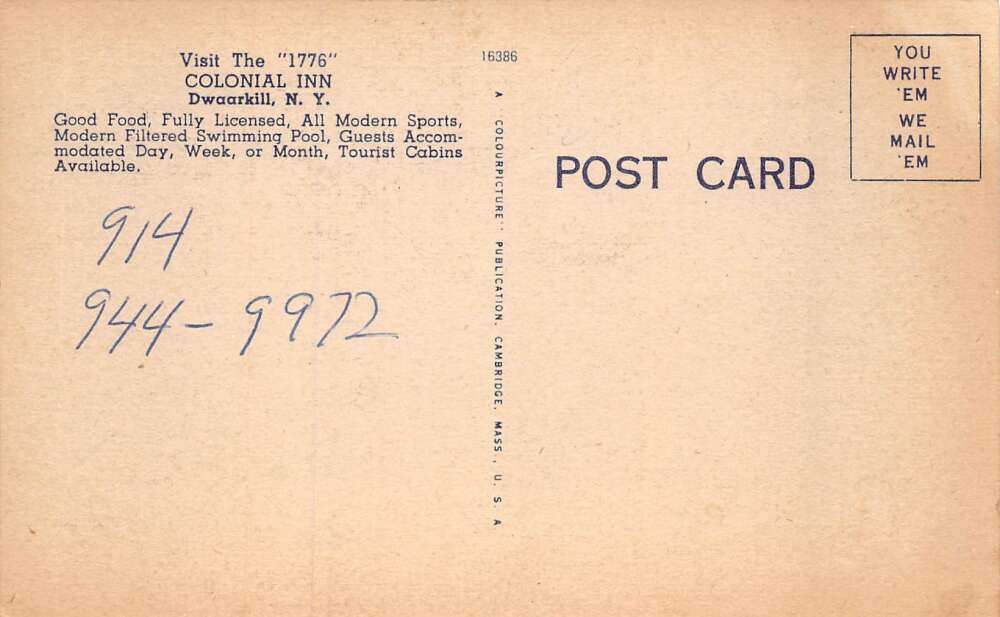 Visit The "1776"
COLONIAL INN
Dwaarkill, N. Y.
Good Food, Fully Licensed, All Modern Sports,
Modern Filtered Swimming Pool, Guests Accom-
modated Day, Week, or Month, Tourist Cabins
Available.
914
944-9972
16386
A COLOURPICTURE" PUBLICATION, CAMBRIDGE, MASS., U. S. A.
POST CARD
YOU
WRITE
'EM
WE
MAIL
'EM